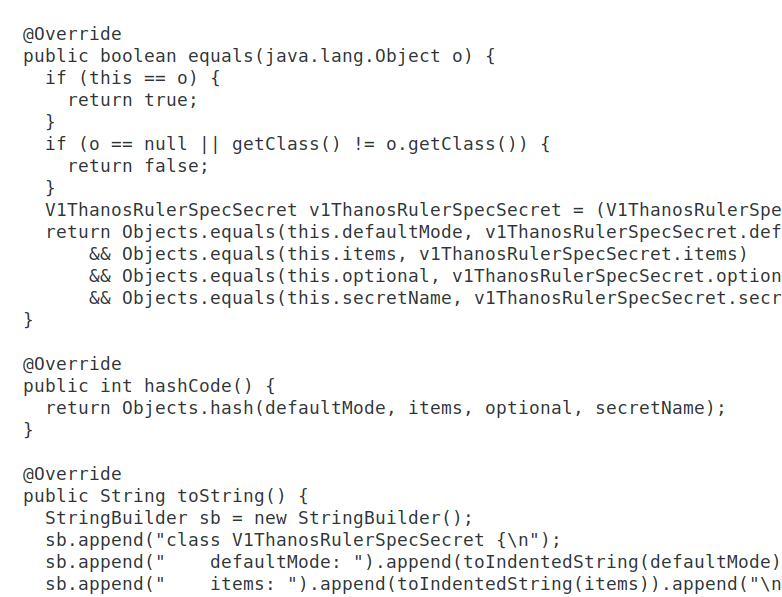 @Override
public boolean equals(java.lang.Object o) {
  if (this == o) {
    return true;
  }
  if (o == null || getClass() != o.getClass()) {
    return false;
  }
  V1ThanosRulerSpecSecret v1ThanosRulerSpecSecret = (V1ThanosRulerSpe
  return Objects.equals(this.defaultMode, v1ThanosRulerSpecSecret.def
      && Objects.equals(this.items, v1ThanosRulerSpecSecret.items)
      && Objects.equals(this.optional, v1ThanosRulerSpecSecret.option
      && Objects.equals(this.secretName, v1ThanosRulerSpecSecret.secr
}

@Override
public int hashCode() {
  return Objects.hash(defaultMode, items, optional, secretName);
}

@Override
public String toString() {
  StringBuilder sb = new StringBuilder();
  sb.append("class V1ThanosRulerSpecSecret {\n");
  sb.append("    defaultMode: ").append(toIndentedString(defaultMode)
  sb.append("    items: ").append(toIndentedString(items)).append("\n